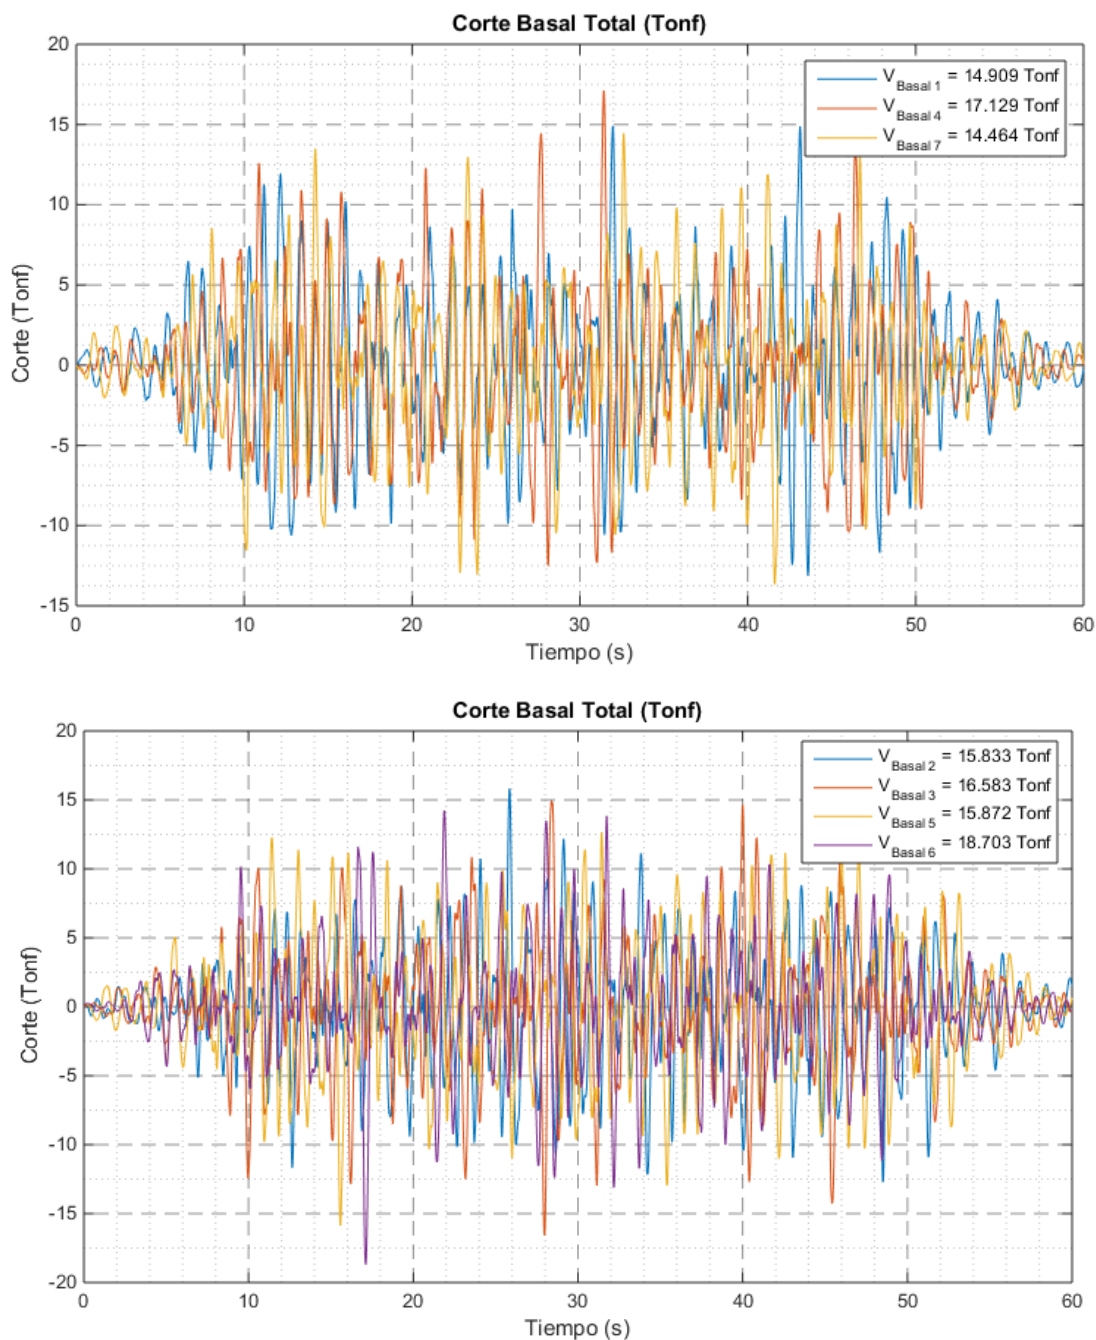 Corte Basal Total (Tonf)
20
15
10
5
0
-5
-10
-15
Corte (Tonf)
V Basal 1 = 14.909 Tonf
V Basal 4 = 17.129 Tonf
V Basal 7 = 14.464 Tonf
0 10 20 30 40 50 60
Tiempo (s)
Corte Basal Total (Tonf)
20
15
10
5
0
-5
-10
-15
-20
Corte (Tonf)
V Basal 2 = 15.833 Tonf
V Basal 3 = 16.583 Tonf
V Basal 5 = 15.872 Tonf
V Basal 6 = 18.703 Tonf
0 10 20 30 40 50 60
Tiempo (s)